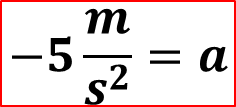 −5 m/s² = a